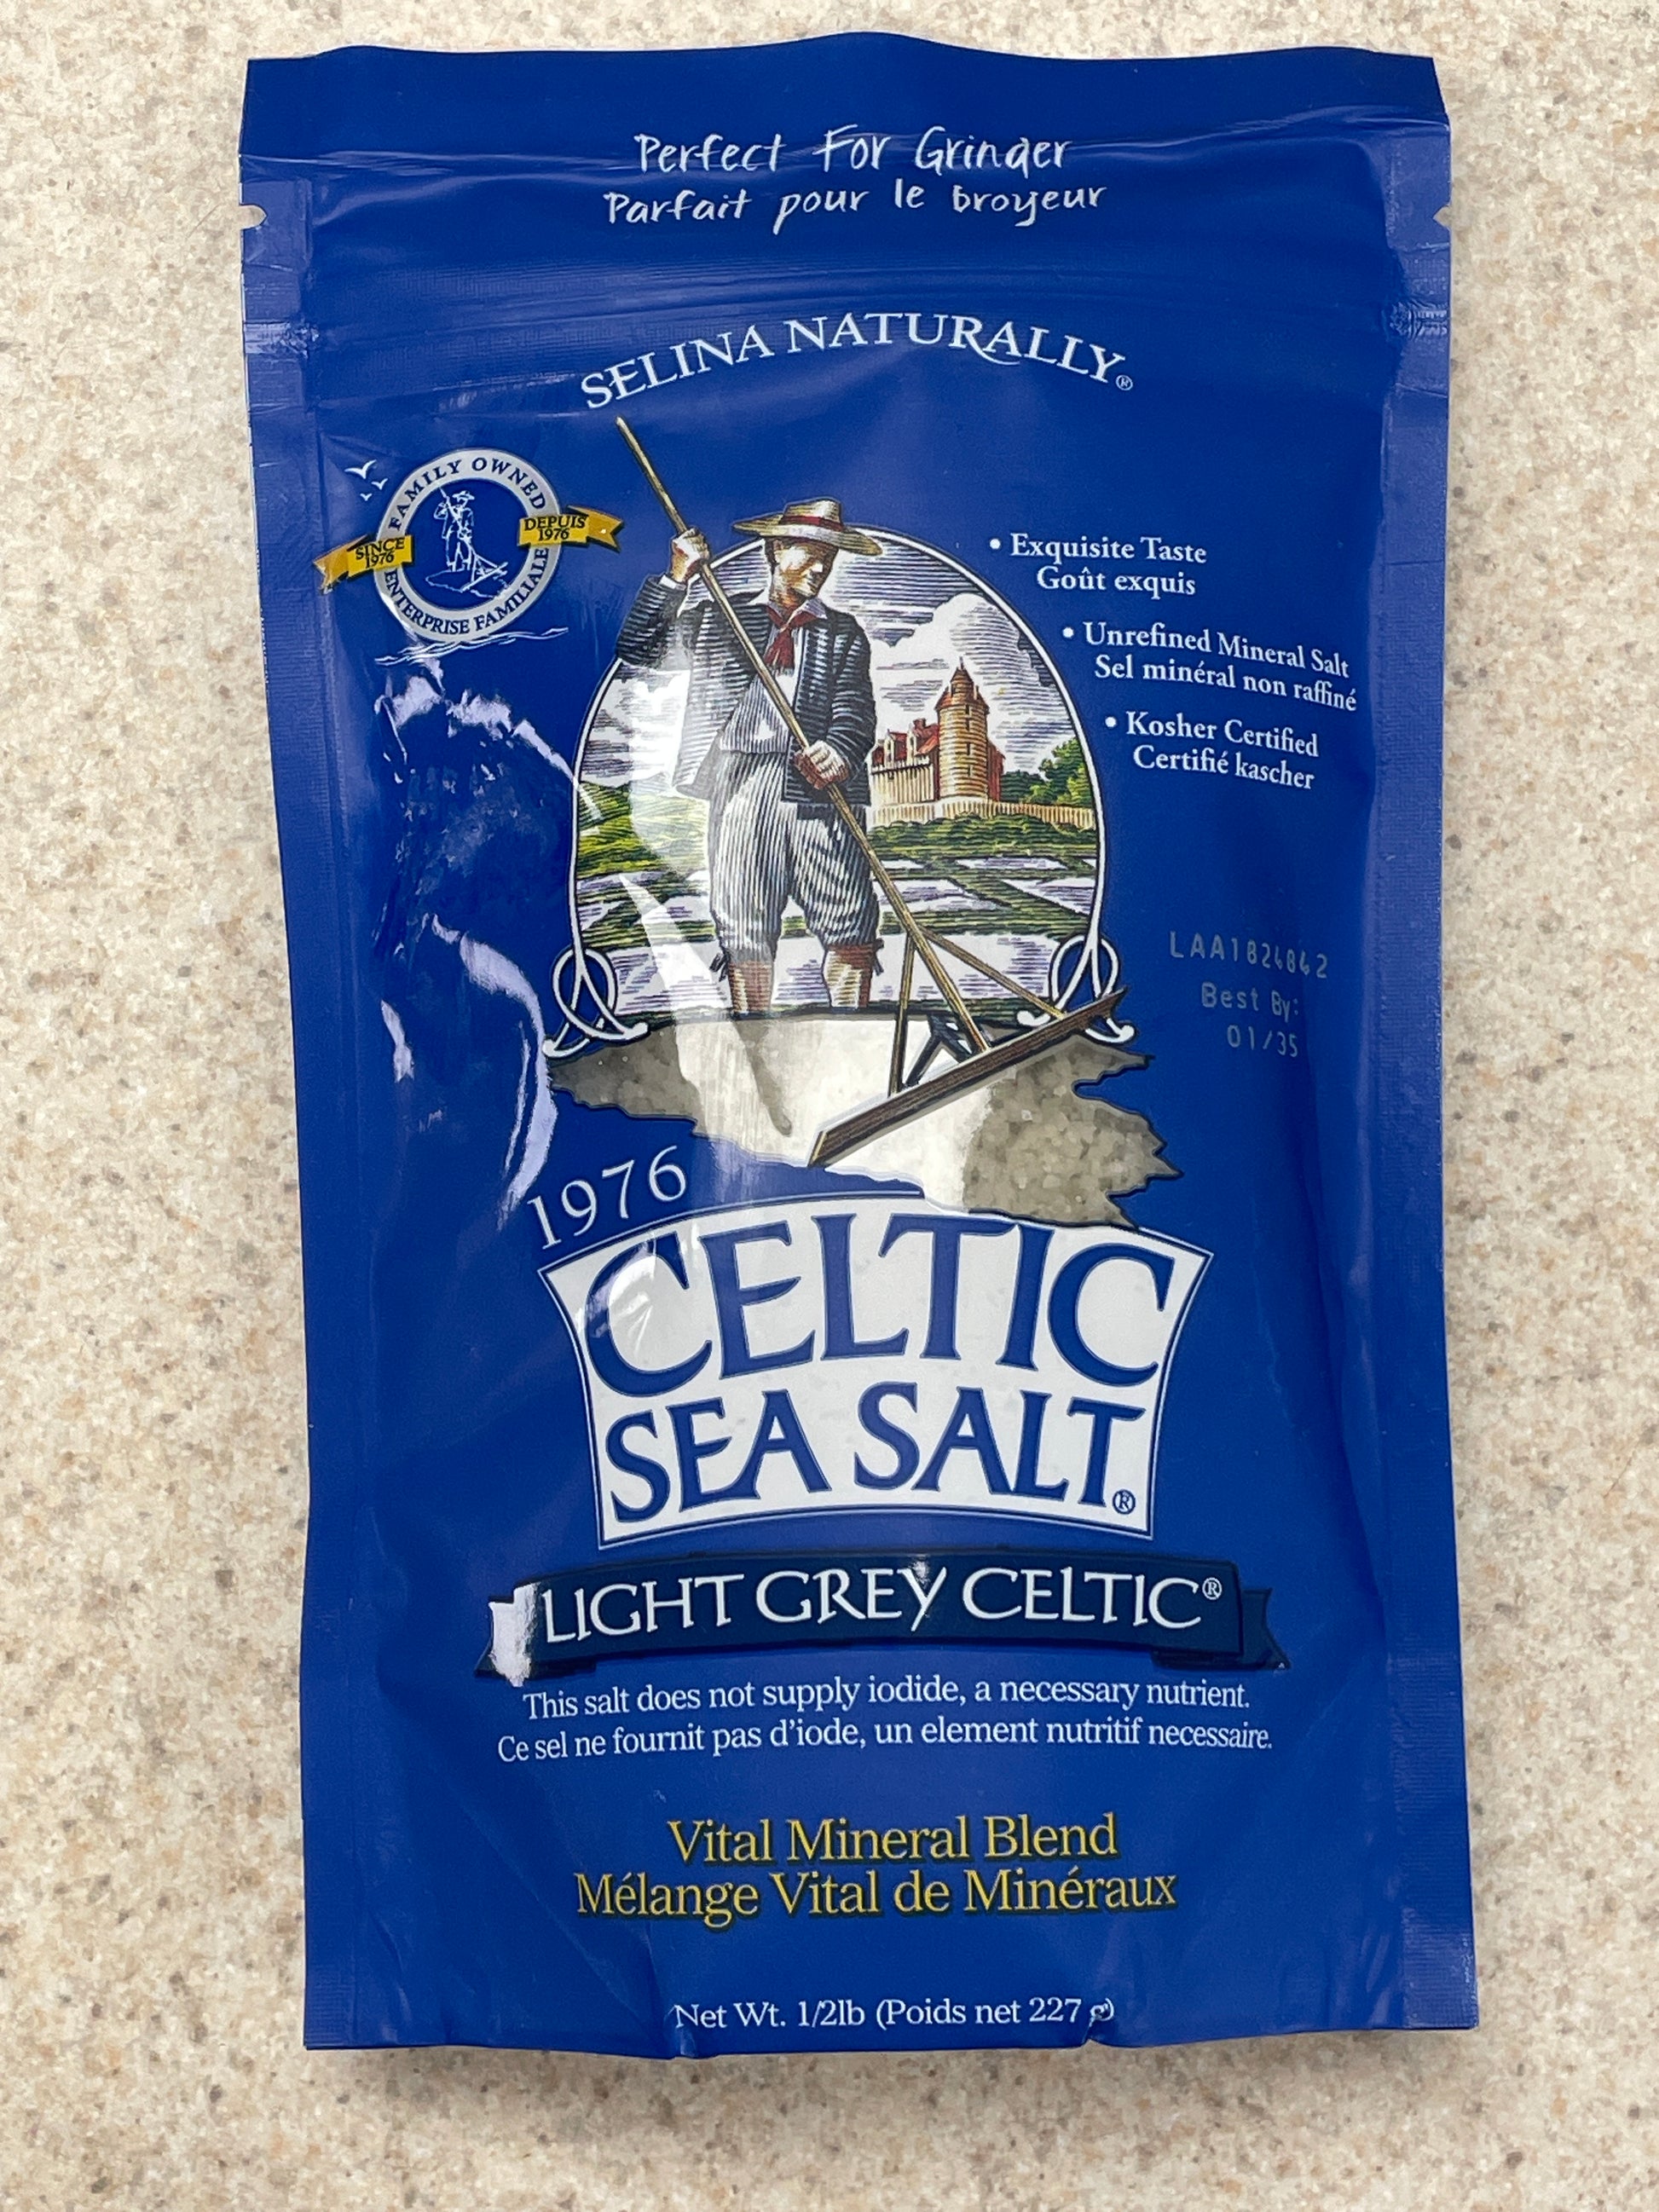 Perfect For Grinder
Parfait pour le broyeur
SELINA NATURALLY®
FAMILY OWNED
SINCE 1976
DEPUIS 1976
ENTERPRISE FAMILIALE
• Exquisite Taste
Goût exquis
• Unrefined Mineral Salt
Sel minéral non raffiné
• Kosher Certified
Certifié kascher
LAA1824842
Best By:
01/35
1976
CELTIC
SEA SALT®
LIGHT GREY CELTIC®
This salt does not supply iodide, a necessary nutrient.
Ce sel ne fournit pas d'iode, un element nutritif necessaire.
Vital Mineral Blend
Mélange Vital de Minéraux
Net Wt. 1/2lb (Poids net 227 g)